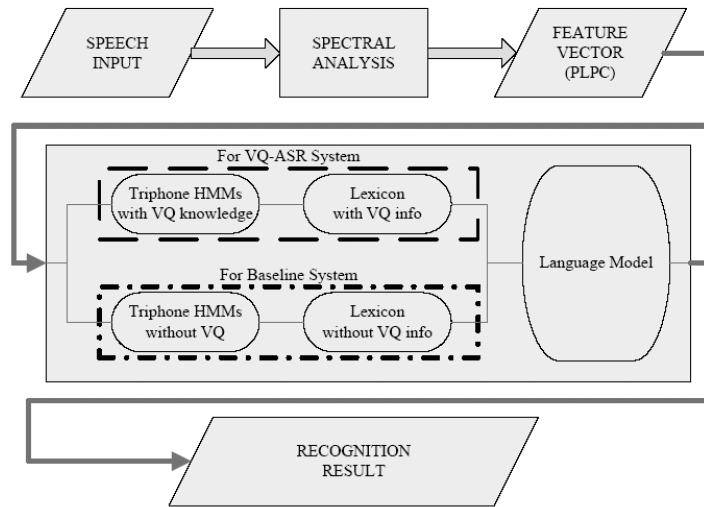 SPEECH
INPUT
SPECTRAL
ANALYSIS
FEATURE
VECTOR
(PLPC)
For VQ-ASR System
Triphone HMMs
with VQ knowledge
Lexicon
with VQ info
Language Model
For Baseline System
Triphone HMMs
without VQ
Lexicon
without VQ info
RECOGNITION
RESULT